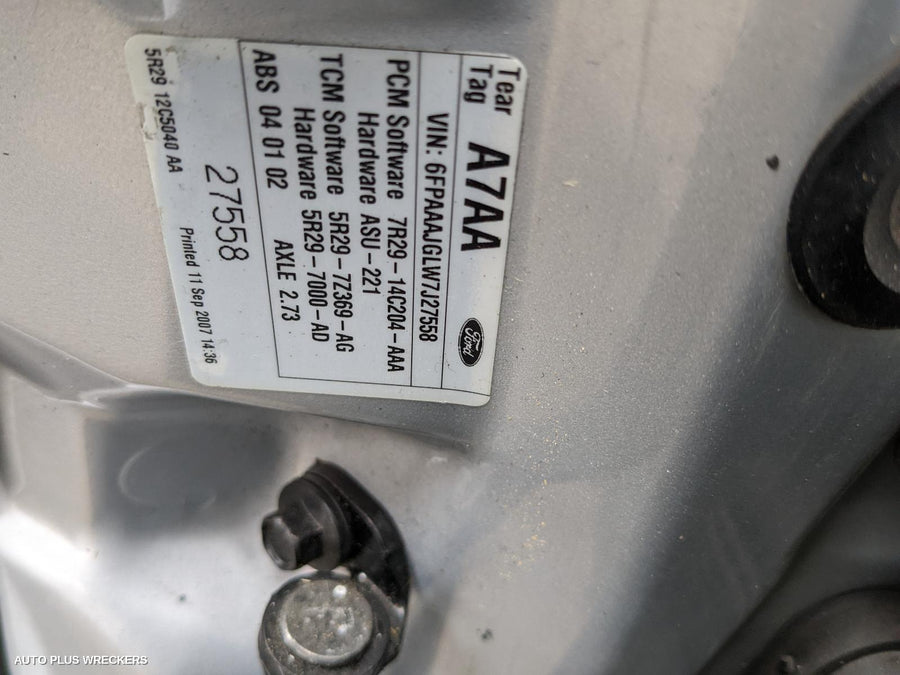 Tear Tag A7AA Ford
VIN: 6FPAAAJGLW7J27558
PCM Software 7R29-14C204-AAA
Hardware ASU-221
TCM Software 5R29-7Z369-AG
Hardware 5R29-7000-AD
ABS 04 01 02 AXLE 2.73
27558
5R29 12C5040 AA Printed 11 Sep 2007 14:36
AUTO PLUS WRECKERS